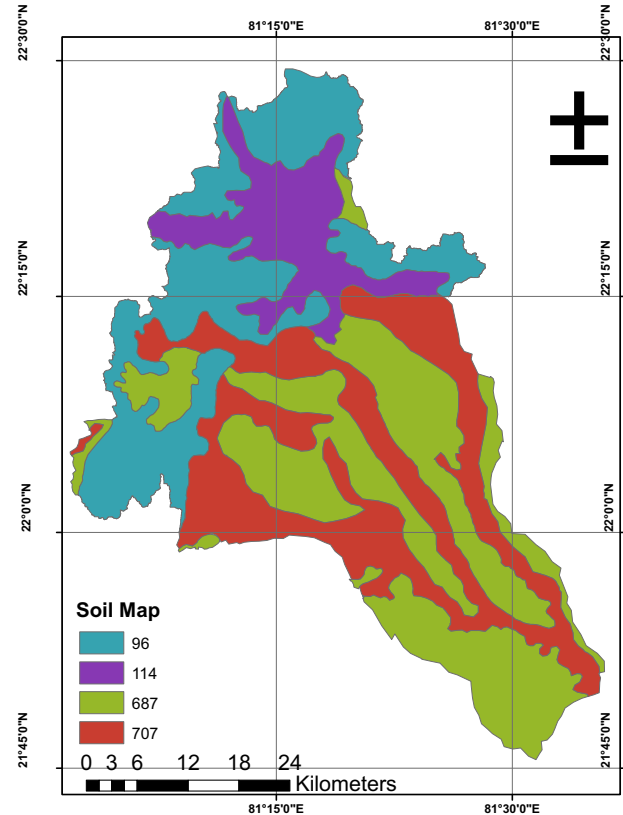 81°15'0"E 81°30'0"E
22°30'0"N 22°30'0"N
22°15'0"N 22°15'0"N
22°0'0"N 22°0'0"N
Soil Map
96
114
687
707
21°45'0"N 21°45'0"N
0 3 6 12 18 24
Kilometers
81°15'0"E 81°30'0"E